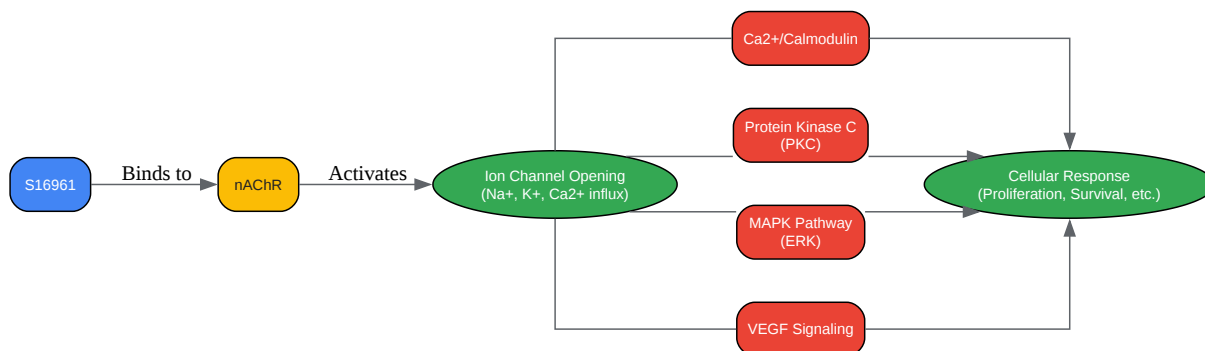 S16961
Binds to
nAChR
Activates
Ion Channel Opening
(Na+, K+, Ca2+ influx)
Ca2+/Calmodulin
Protein Kinase C
(PKC)
MAPK Pathway
(ERK)
VEGF Signaling
Cellular Response
(Proliferation, Survival, etc.)